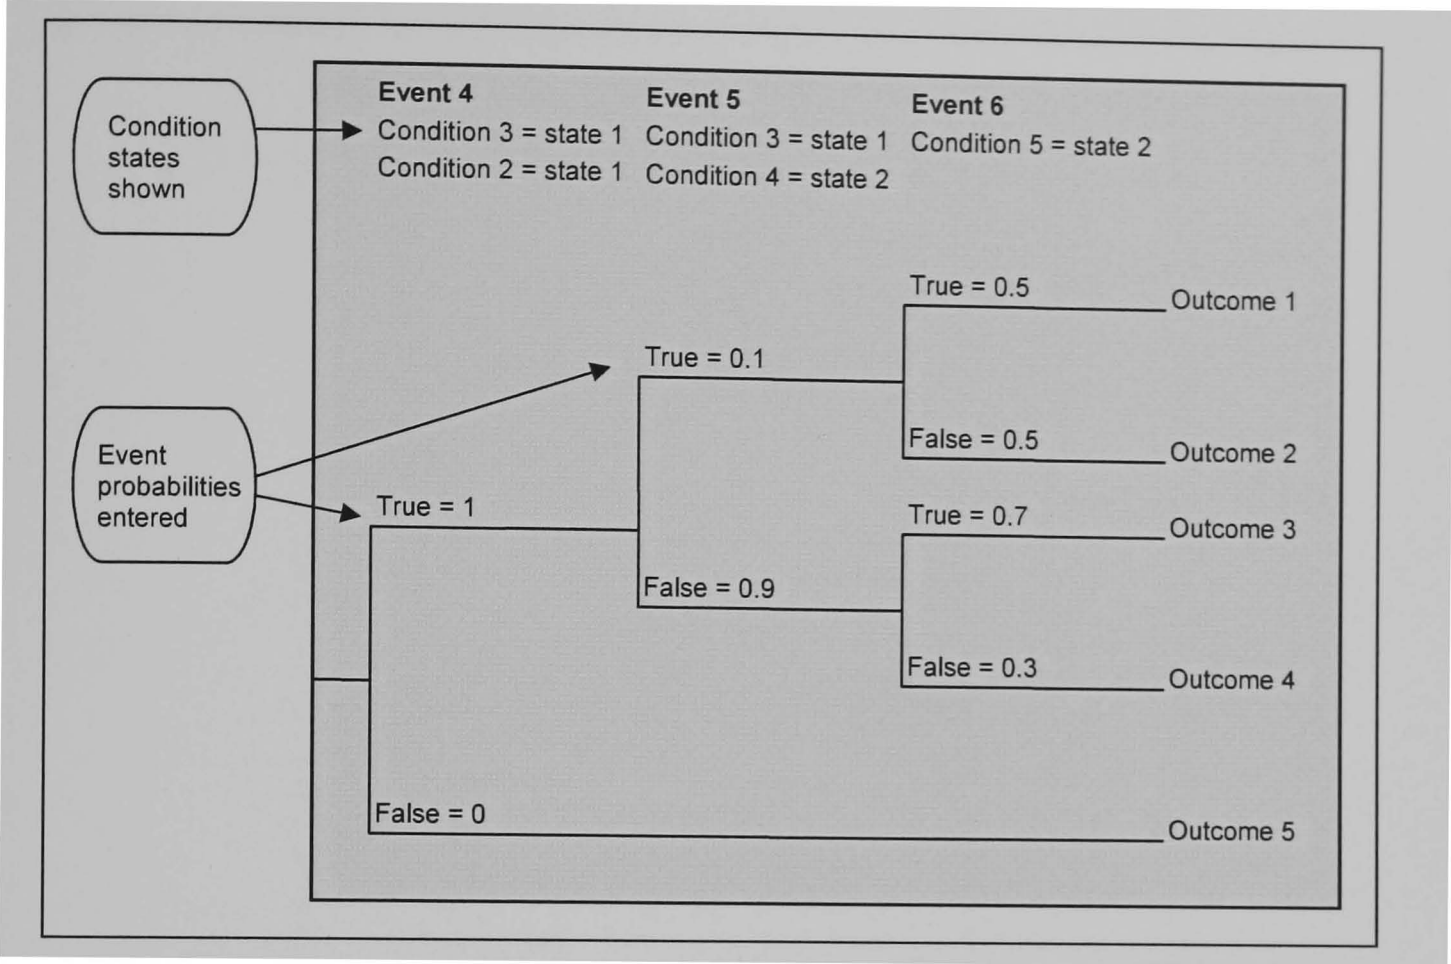 Condition
states
shown
Event 4
Condition 3 = state 1
Condition 2 = state 1
Event 5
Condition 3 = state 1
Condition 4 = state 2
Event 6
Condition 5 = state 2
True = 0.5
Outcome 1
True = 0.1
False = 0.5
Outcome 2
Event
probabilities
entered
True = 1
True = 0.7
Outcome 3
False = 0.9
False = 0.3
Outcome 4
False = 0
Outcome 5